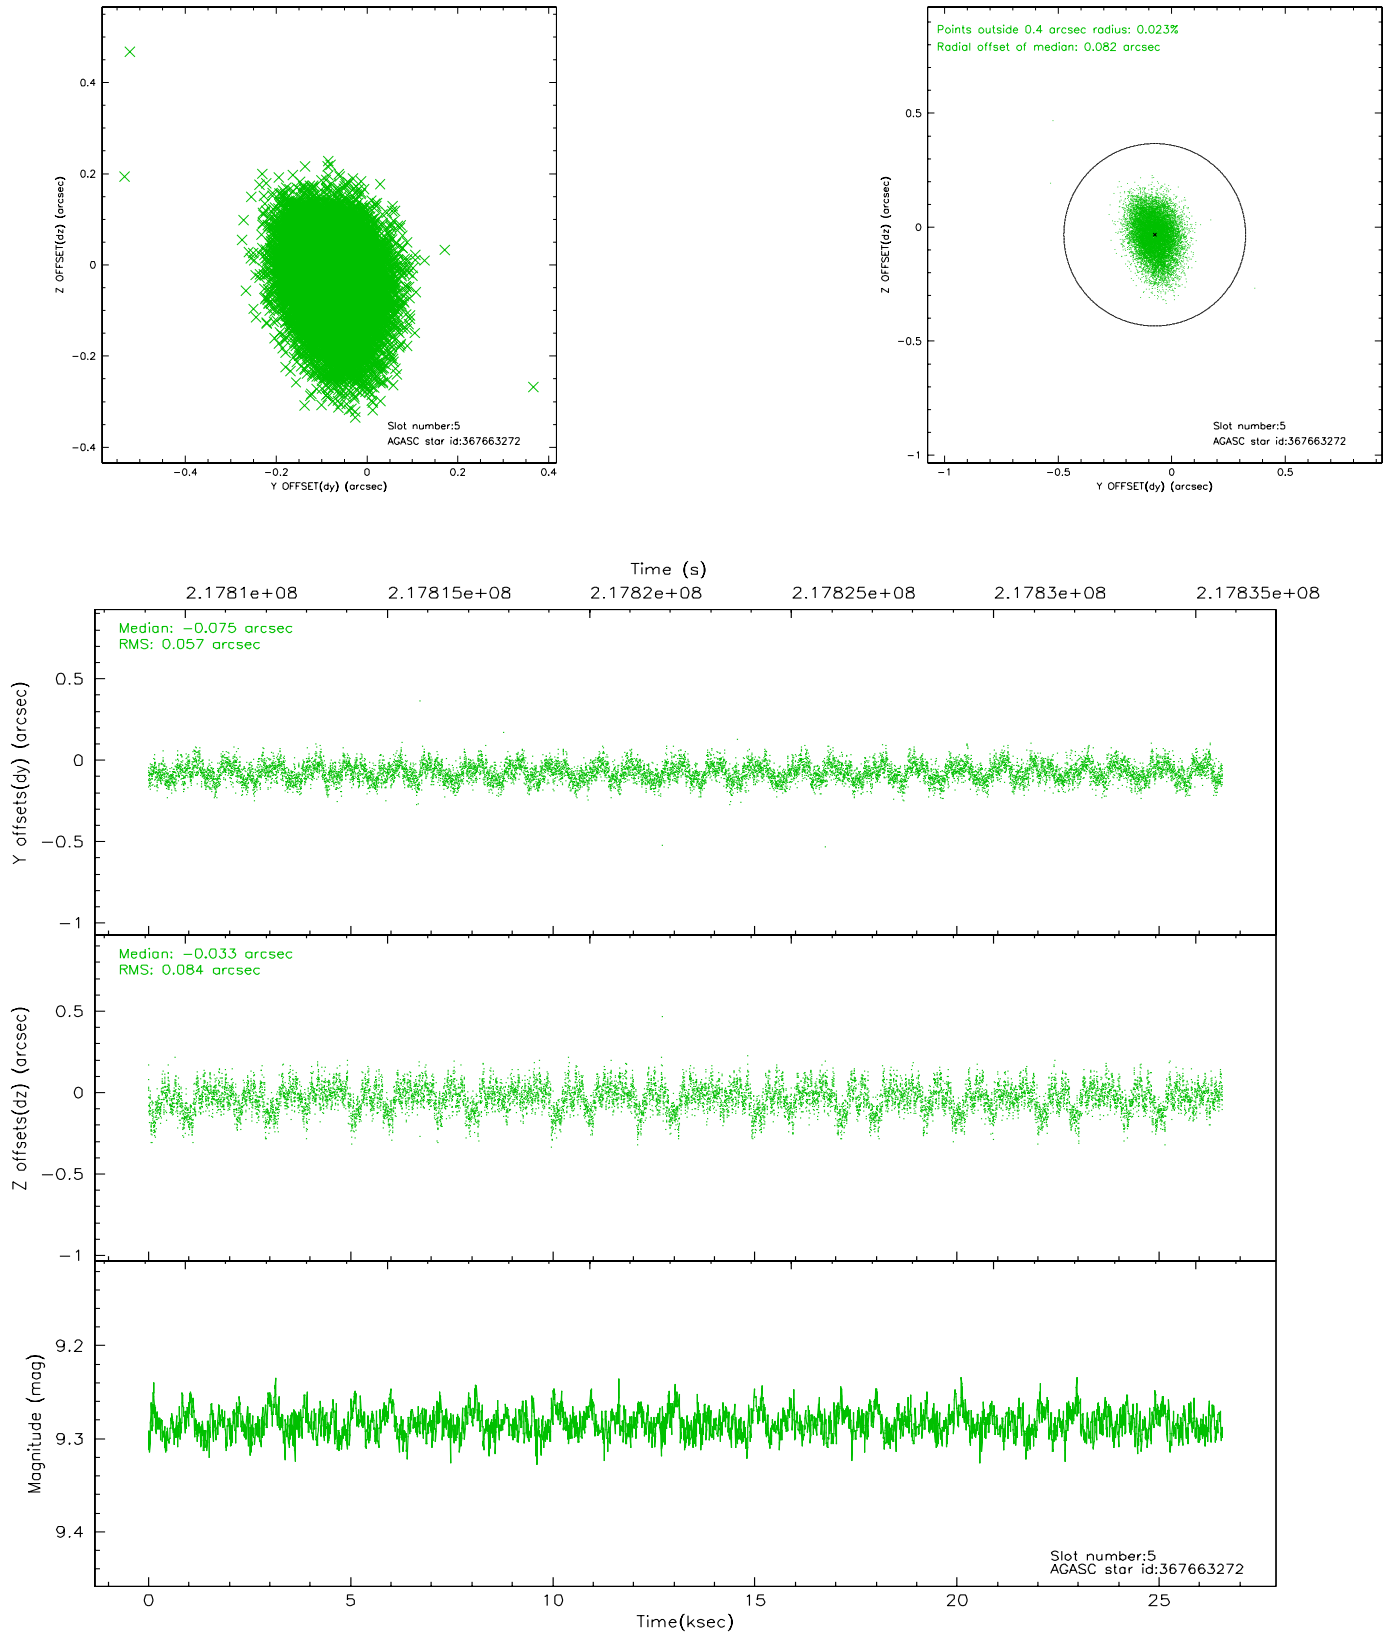 Z OFFSET(dz) (arcsec)
0.4
0.2
0
−0.2
−0.4
−0.4
−0.2
0
0.2
0.4
Y OFFSET(dy) (arcsec)
Slot number:5
AGASC star id:367663272
Points outside 0.4 arcsec radius: 0.023%
Radial offset of median: 0.082 arcsec
Z OFFSET(dz) (arcsec)
0.5
0
−0.5
−1
−1
−0.5
0
0.5
Y OFFSET(dy) (arcsec)
Slot number:5
AGASC star id:367663272
Time (s)
2.1781e+08
2.17815e+08
2.1782e+08
2.17825e+08
2.1783e+08
2.17835e+08
Median: −0.075 arcsec
RMS: 0.057 arcsec
Y offsets(dy) (arcsec)
0.5
0
−0.5
−1
Median: −0.033 arcsec
RMS: 0.084 arcsec
Z offsets(dz) (arcsec)
0.5
0
−0.5
−1
Magnitude (mag)
9.2
9.3
9.4
Slot number:5
AGASC star id:367663272
0
5
10
15
20
25
Time(ksec)